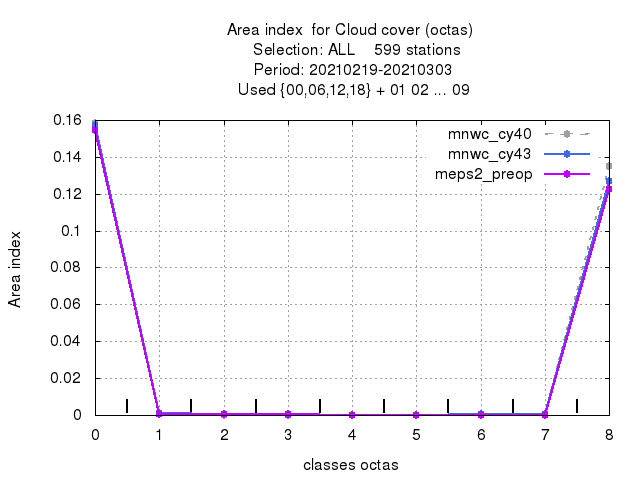 Area index  for Cloud cover (octas)
Selection: ALL    599 stations
Period: 20210219-20210303
Used {00,06,12,18} + 01 02 ... 09
0.16
0.14
0.12
0.1
0.08
0.06
0.04
0.02
0
Area index
mnwc_cy40
mnwc_cy43
meps2_preop
0 1 2 3 4 5 6 7 8
classes octas